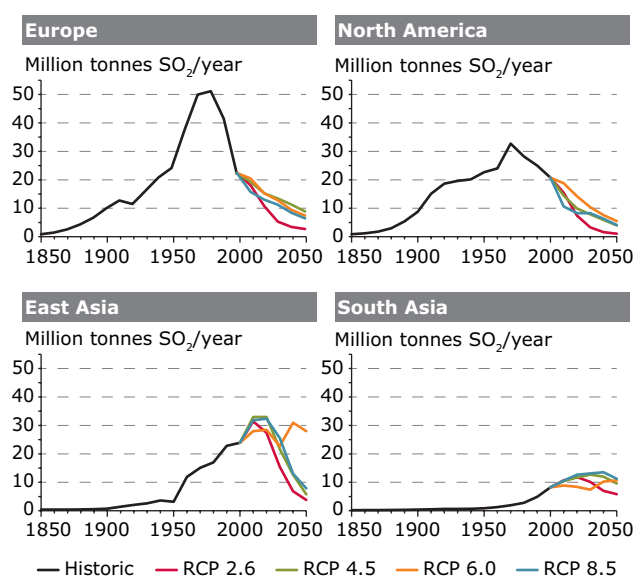 Europe
North America
Million tonnes SO2/year
Million tonnes SO2/year
50
40
30
20
10
0
1850 1900 1950 2000 2050
50
40
30
20
10
0
1850 1900 1950 2000 2050
East Asia
South Asia
Million tonnes SO2/year
Million tonnes SO2/year
50
40
30
20
10
0
1850 1900 1950 2000 2050
50
40
30
20
10
0
1850 1900 1950 2000 2050
Historic RCP 2.6 RCP 4.5 RCP 6.0 RCP 8.5